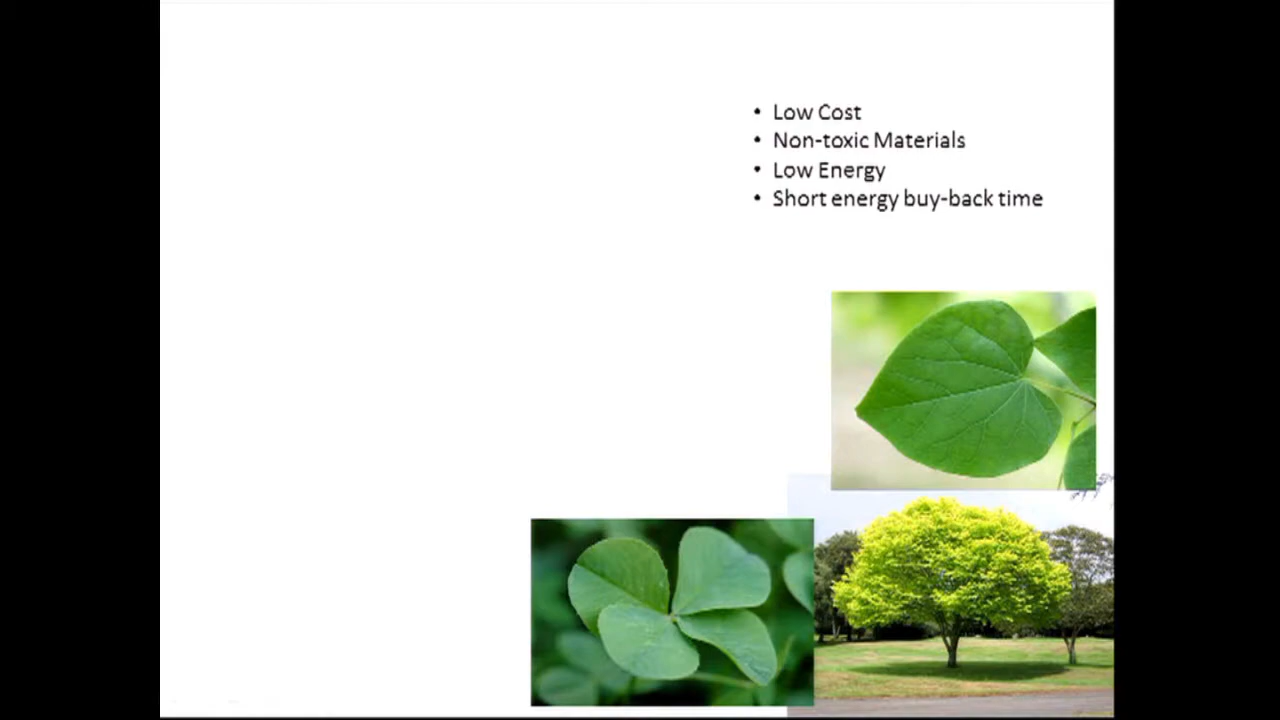 • Low Cost
• Non-toxic Materials
• Low Energy
• Short energy buy-back time